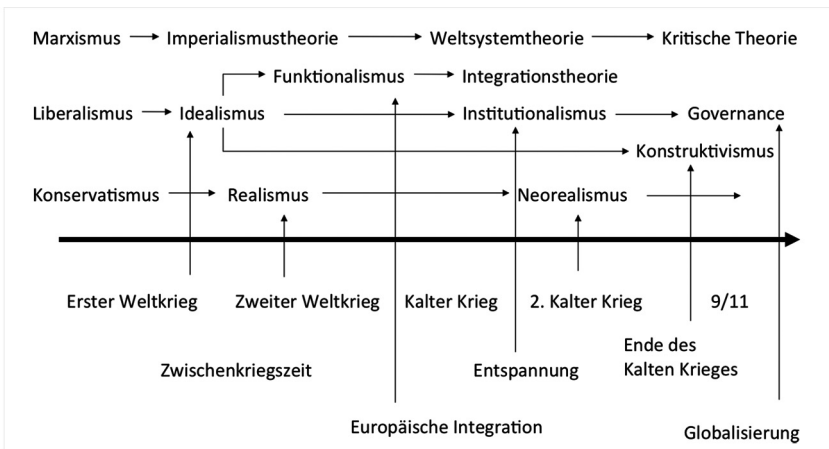 Marxismus Imperialismustheorie Weltsystemtheorie Kritische Theorie
Funktionalismus Integrationstheorie
Liberalismus Idealismus Institutionalismus Governance
Konstruktivismus
Konservatismus Realismus Neorealismus
Erster Weltkrieg Zweiter Weltkrieg Kalter Krieg 2. Kalter Krieg 9/11
Ende des
Kalten Krieges
Zwischenkriegszeit Entspannung
Europäische Integration
Globalisierung